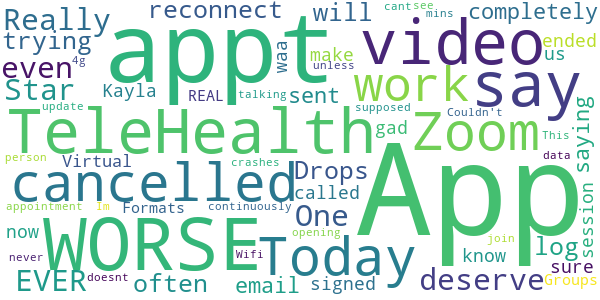 Really reconnect will cant see completely
trying appt waa make mins video us ended
even 4g unless say
Star Kayla REAL sent work saying
update talking supposed Couldn't
TeleHealth gad Zoom This
person Virtual crashes Drops data
cancelled called App session
appointment Im Formats continuously One log
now WORSE opening Today know join sure
never doesnt Wifi
EVER often email signed deserve Groups